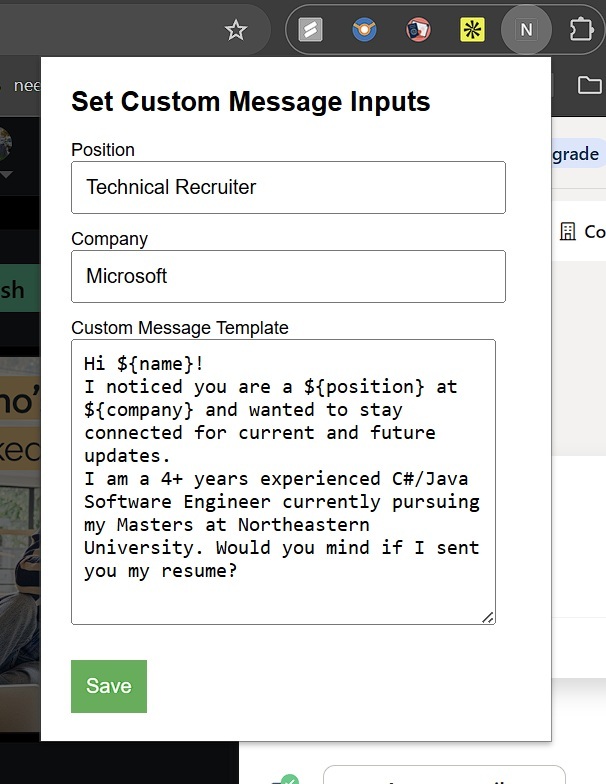 N
nee
Set Custom Message Inputs
Position
grade
Technical Recruiter
Company
Co
Microsoft
sh
Custom Message Template
Hi ${name}!
I noticed you are a ${position} at
${company} and wanted to stay
connected for current and future
updates.
I am a 4+ years experienced C#/Java
Software Engineer currently pursuing
my Masters at Northeastern
University. Would you mind if I sent
you my resume?
no'
ked
Save